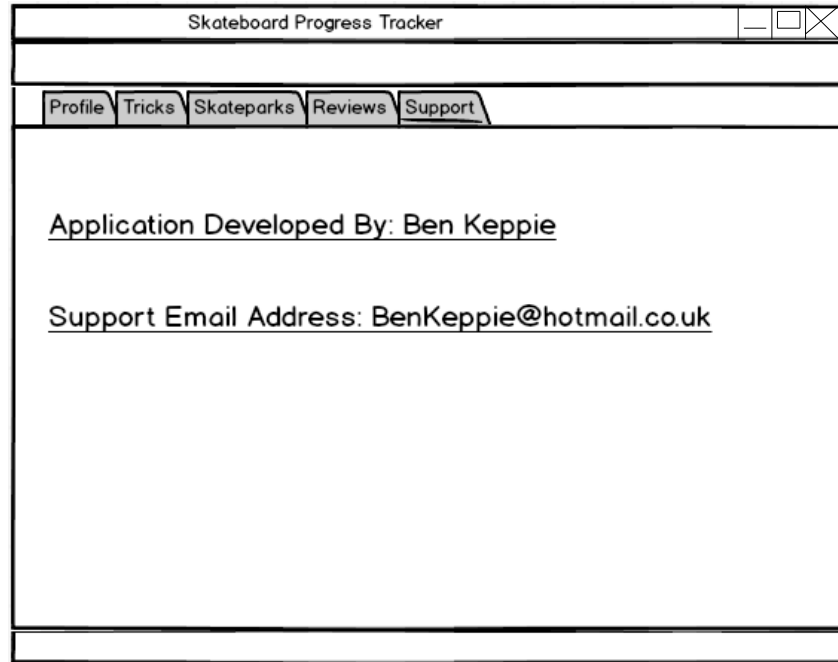 Skateboard Progress Tracker
Profile Tricks Skateparks Reviews Support
Application Developed By: Ben Keppie
Support Email Address: BenKeppie@hotmail.co.uk